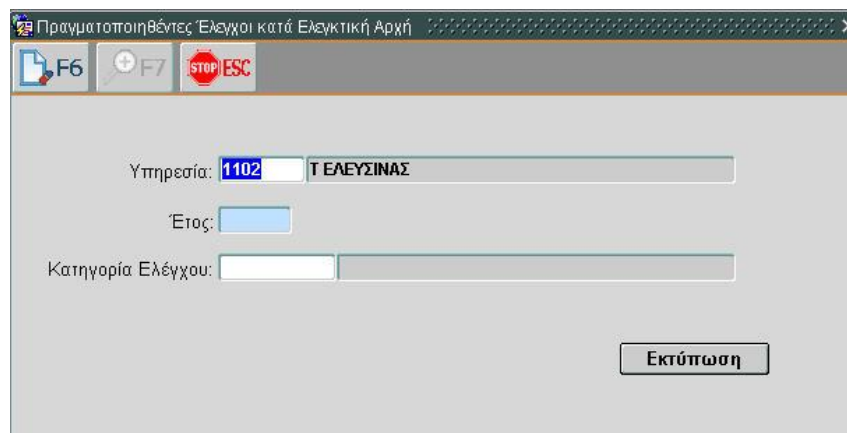 Πραγματοποιηθέντες Έλεγχοι κατά Ελεγκτική Αρχή
F6 F7 STOP ESC
Υπηρεσία: 1102 Τ ΕΛΕΥΣΙΝΑΣ
Έτος:
Κατηγορία Ελέγχου:
Εκτύπωση